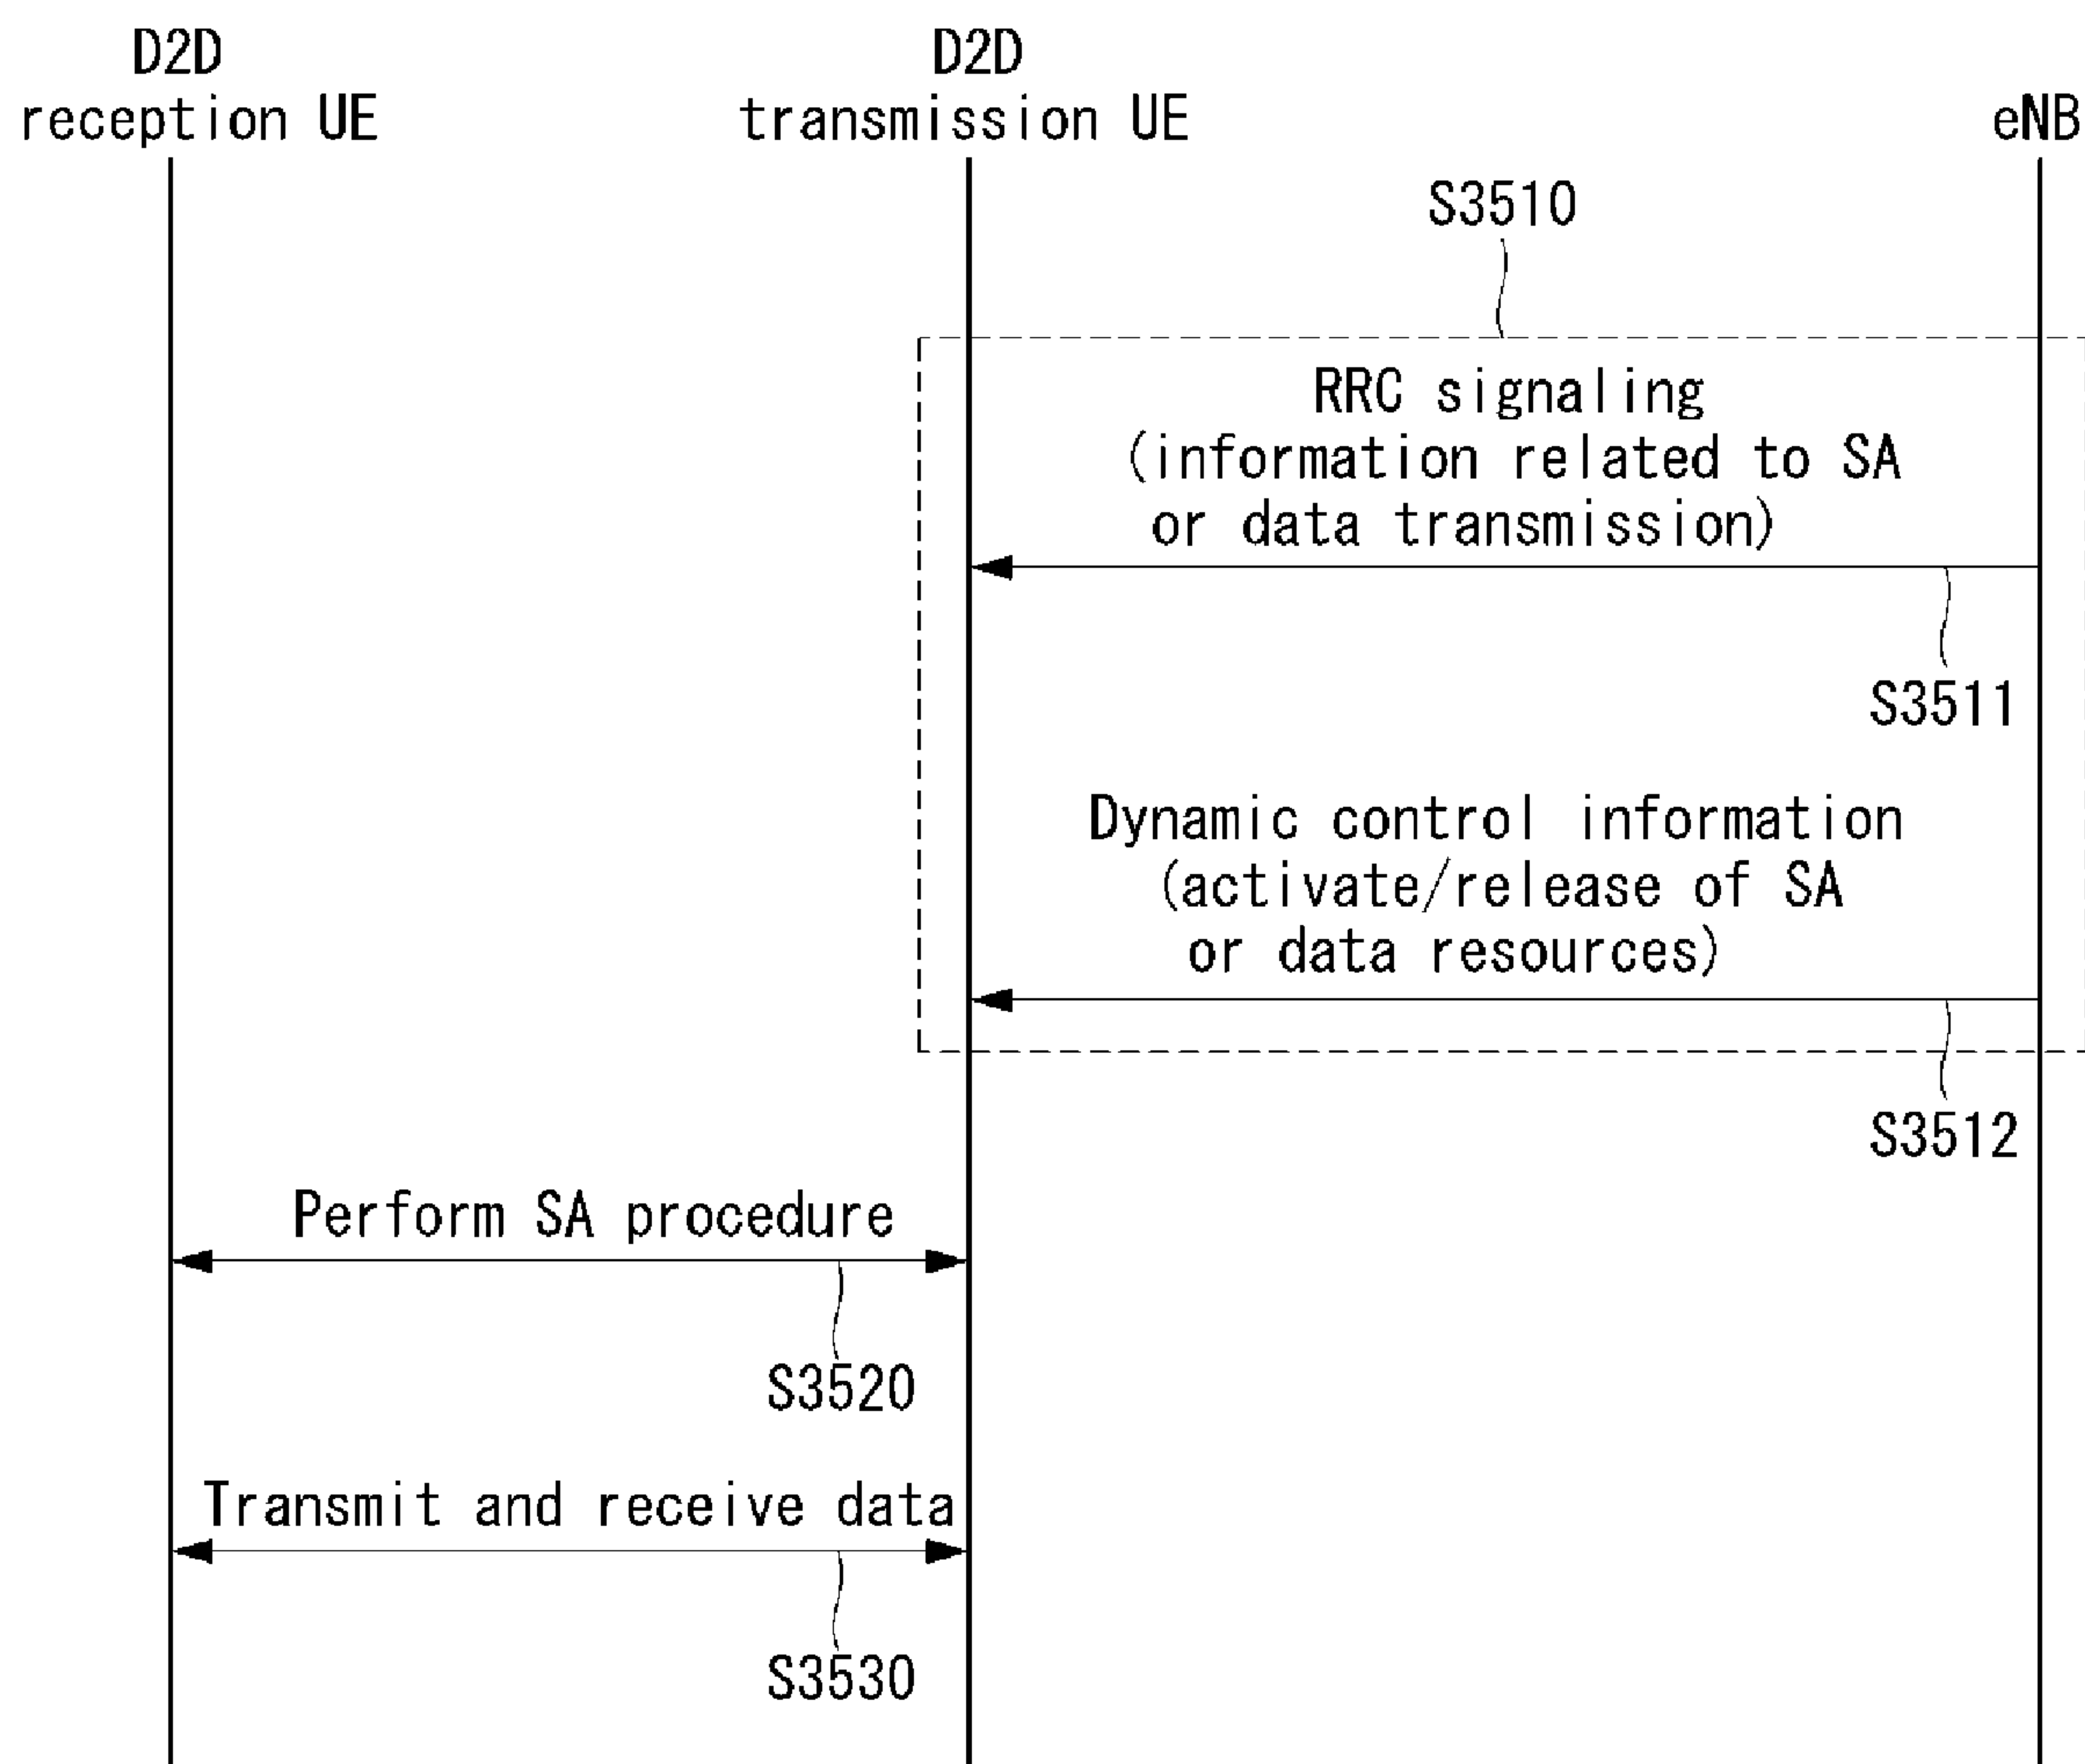 D2D
reception UE
D2D
transmission UE
eNB
S3510
RRC signaling
(information related to SA
or data transmission)
S3511
Dynamic control information
(activate/release of SA
or data resources)
S3512
Perform SA procedure
S3520
Transmit and receive data
S3530